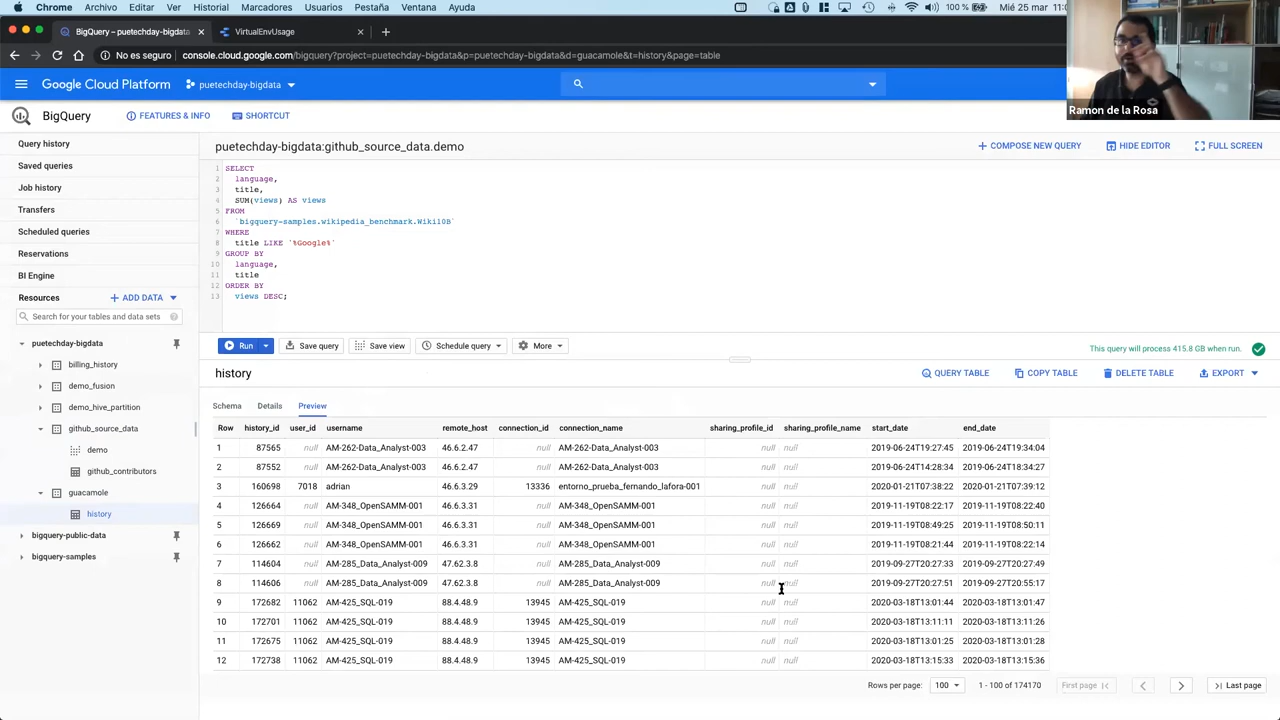 Chrome Archivo Editar Ver Historial Marcadores Usuarios Pestaña Ventana Ayuda 100 % Mié 25 mar 11:0
BigQuery – puetechday-bigdata VirtualEnvUsage
No es seguro console.cloud.google.com/bigquery?project=puetechday-bigdata&p=puetechday-bigdata&d=guacamole&t=history&page=table
Google Cloud Platform puetechday-bigdata
Ramon de la Rosa
BigQuery FEATURES & INFO SHORTCUT
Query history
Saved queries
Job history
Transfers
Scheduled queries
Reservations
BI Engine
Resources ADD DATA
Search for your tables and data sets
puetechday-bigdata
billing_history
demo_fusion
demo_hive_partition
github_source_data
demo
github_contributors
guacamole
history
bigquery-public-data
bigquery-samples
puetechday-bigdata:github_source_data.demo COMPOSE NEW QUERY HIDE EDITOR FULL SCREEN
1 SELECT
2 language,
3 title,
4 SUM(views) AS views
5 FROM
6 `bigquery-samples.wikipedia_benchmark.Wiki10B`
7 WHERE
8 title LIKE '%Google%'
9 GROUP BY
10 language,
11 title
12 ORDER BY
13 views DESC;
Run Save query Save view Schedule query More This query will process 415.8 GB when run.
history QUERY TABLE COPY TABLE DELETE TABLE EXPORT
Schema Details Preview
Row history_id user_id username remote_host connection_id connection_name sharing_profile_id sharing_profile_name start_date end_date
1 87565 null AM-262-Data_Analyst-003 46.6.2.47 null AM-262-Data_Analyst-003 null null 2019-06-24T19:27:45 2019-06-24T19:34:04
2 87552 null AM-262-Data_Analyst-003 46.6.2.47 null AM-262-Data_Analyst-003 null null 2019-06-24T14:28:34 2019-06-24T18:34:27
3 160698 7018 adrian 46.6.3.29 13336 entorno_prueba_fernando_lafora-001 null null 2020-01-21T07:38:22 2020-01-21T07:39:12
4 126664 null AM-348_OpenSAMM-001 46.6.3.31 null AM-348_OpenSAMM-001 null null 2019-11-19T08:22:17 2019-11-19T08:22:40
5 126669 null AM-348_OpenSAMM-001 46.6.3.31 null AM-348_OpenSAMM-001 null null 2019-11-19T08:49:25 2019-11-19T08:50:11
6 126662 null AM-348_OpenSAMM-001 46.6.3.31 null AM-348_OpenSAMM-001 null null 2019-11-19T08:21:44 2019-11-19T08:22:14
7 114604 null AM-285_Data_Analyst-009 47.62.3.8 null AM-285_Data_Analyst-009 null null 2019-09-27T20:27:33 2019-09-27T20:27:49
8 114606 null AM-285_Data_Analyst-009 47.62.3.8 null AM-285_Data_Analyst-009 null null 2019-09-27T20:27:51 2019-09-27T20:55:17
9 172682 11062 AM-425_SQL-019 88.4.48.9 13945 AM-425_SQL-019 null null 2020-03-18T13:01:44 2020-03-18T13:01:47
10 172701 11062 AM-425_SQL-019 88.4.48.9 13945 AM-425_SQL-019 null null 2020-03-18T13:11:11 2020-03-18T13:11:26
11 172675 11062 AM-425_SQL-019 88.4.48.9 13945 AM-425_SQL-019 null null 2020-03-18T13:01:25 2020-03-18T13:01:28
12 172738 11062 AM-425_SQL-019 88.4.48.9 13945 AM-425_SQL-019 null null 2020-03-18T13:15:33 2020-03-18T13:15:36
Rows per page: 100 1 - 100 of 174170 First page Last page